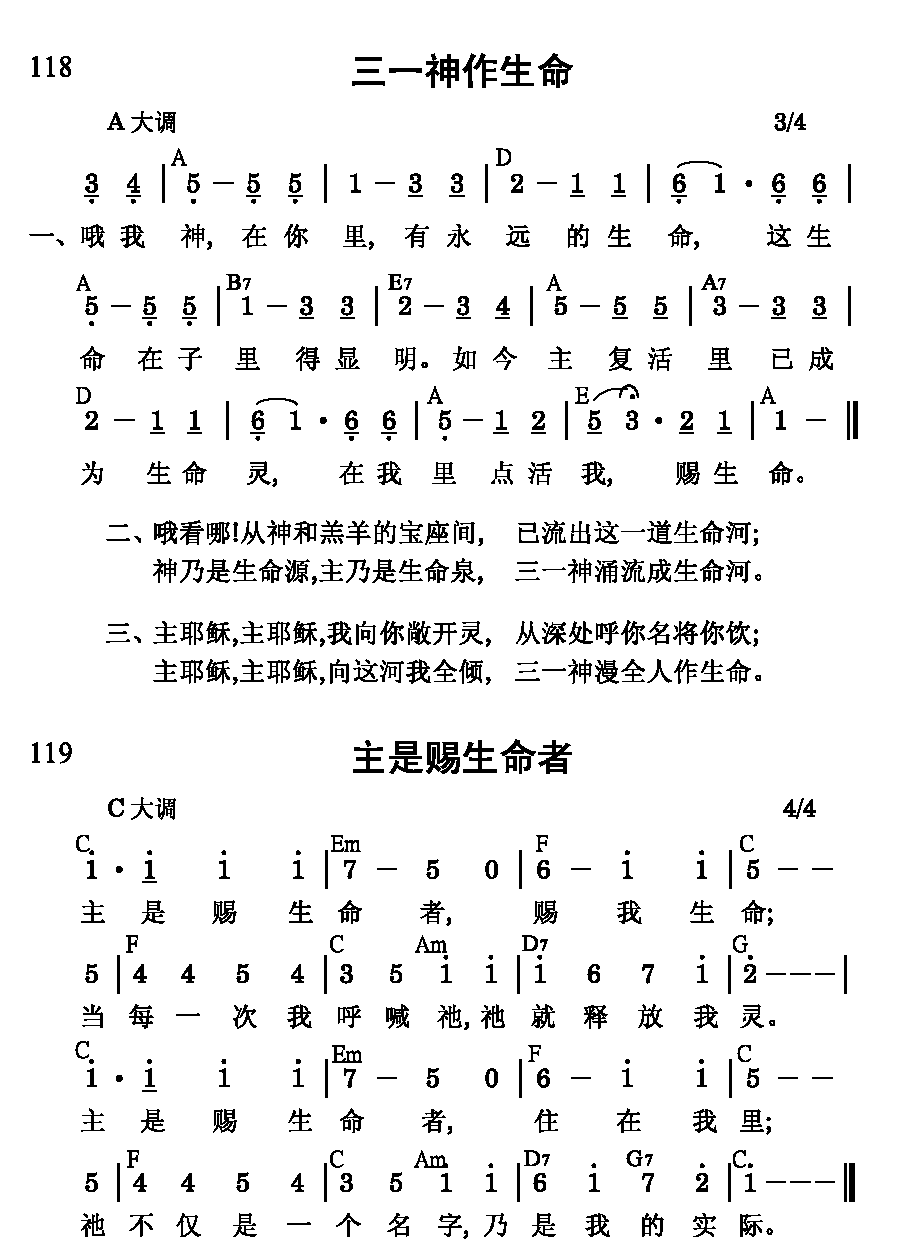 118 三一神作生命
A 大调 3/4
A D
3 4 | 5 – 5 5 | 1 – 3 3 | 2 – 1 1 | 6 1 · 6 6 |
一、哦我 神, 在你 里, 有永 远 的生 命, 这生
A B7 E7 A A7
5 – 5 5 | 1 – 3 3 | 2 – 3 4 | 5 – 5 5 | 3 – 3 3 |
命 在子 里 得显 明。如今 主 复活 里 已成
D A E A
2 – 1 1 | 6 1 · 6 6 | 5 – 1 2 | 5 3 · 2 1 | 1 – ‖
为 生命 灵, 在我 里 点活 我, 赐生 命。
二、哦看哪!从神和羔羊的宝座间, 已流出这一道生命河;
神乃是生命源,主乃是生命泉, 三一神涌流成生命河。
三、主耶稣,主耶稣,我向你敞开灵, 从深处呼你名将你饮;
主耶稣,主耶稣,向这河我全倾, 三一神漫全人作生命。
119 主是赐生命者
C 大调 4/4
C Em F C
1 · 1 1 1 | 7 – 5 0 | 6 – 1 1 | 5 – –
主 是 赐 生 命 者, 赐 我 生 命;
F C Am D7 G
5 | 4 4 5 4 | 3 5 1 1 | 1 6 7 1 | 2 – – – |
当 每 一 次 我 呼 喊 祂,祂 就 释 放 我 灵。
C Em F C
1 · 1 1 1 | 7 – 5 0 | 6 – 1 1 | 5 – –
主 是 赐 生 命 者, 住 在 我 里;
F C Am D7 G7 C
5 | 4 4 5 4 | 3 5 1 1 | 6 1 7 2 | 1 – – – ‖
祂 不 仅 是 一 个 名 字,乃 是 我 的 实 际。